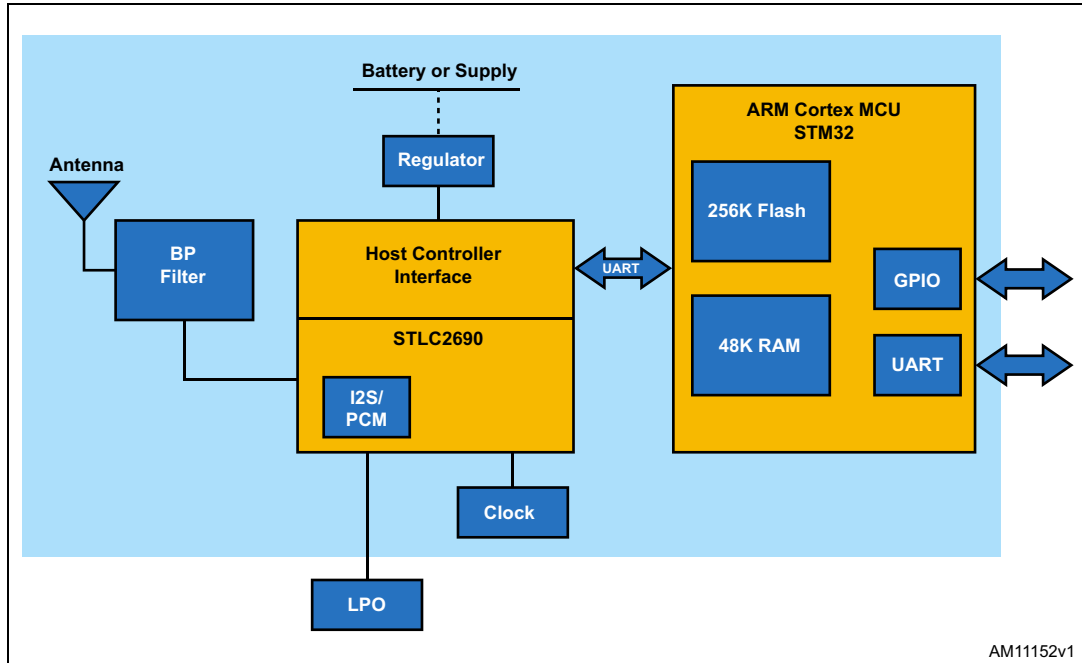 Battery or Supply
ARM Cortex MCU
STM32
Antenna
Regulator
256K Flash
BP
Filter
Host Controller
Interface
UART
GPIO
STLC2690
48K RAM
UART
I2S/
PCM
Clock
LPO
AM11152v1